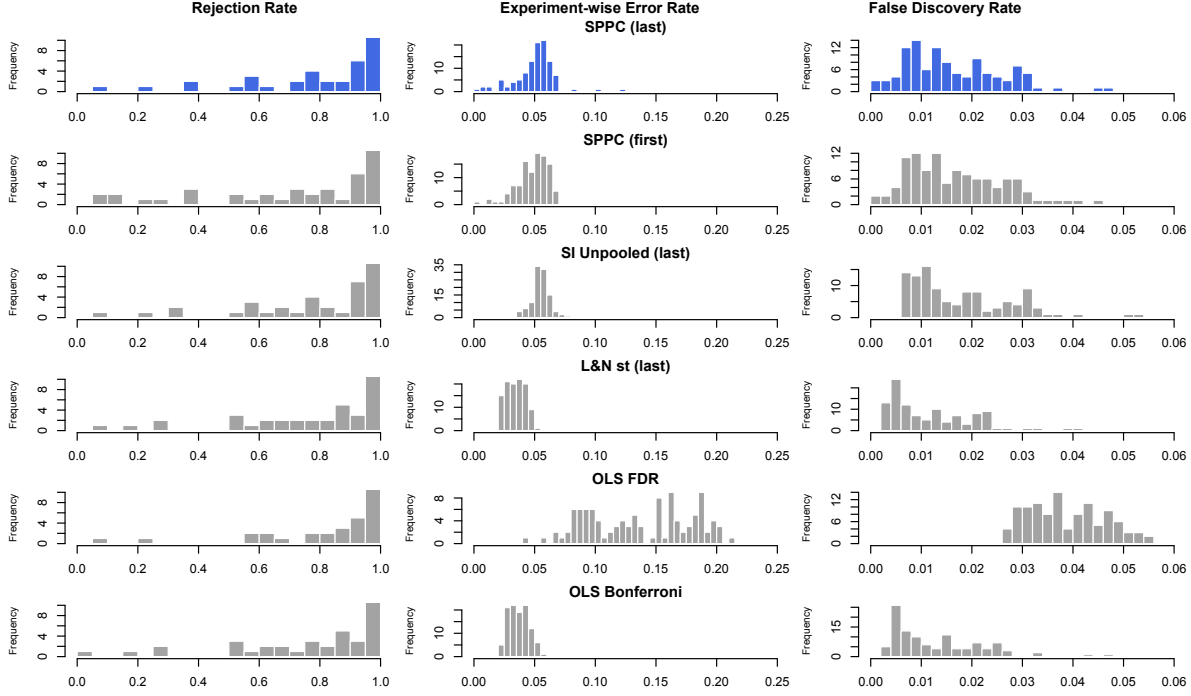 Rejection Rate
Experiment-wise Error Rate
False Discovery Rate
SPPC (last)
Frequency
0 4 8
0.0 0.2 0.4 0.6 0.8 1.0
Frequency
0 10
0.00 0.05 0.10 0.15 0.20 0.25
Frequency
0 6 12
0.00 0.01 0.02 0.03 0.04 0.05 0.06
SPPC (first)
Frequency
0 4 8
0.0 0.2 0.4 0.6 0.8 1.0
Frequency
0 10
0.00 0.05 0.10 0.15 0.20 0.25
Frequency
0 6 12
0.00 0.01 0.02 0.03 0.04 0.05 0.06
SI Unpooled (last)
Frequency
0 4 8
0.0 0.2 0.4 0.6 0.8 1.0
Frequency
0 15 35
0.00 0.05 0.10 0.15 0.20 0.25
Frequency
0 10
0.00 0.01 0.02 0.03 0.04 0.05 0.06
L&N st (last)
Frequency
0 4 8
0.0 0.2 0.4 0.6 0.8 1.0
Frequency
0 10
0.00 0.05 0.10 0.15 0.20 0.25
Frequency
0 10
0.00 0.01 0.02 0.03 0.04 0.05 0.06
OLS FDR
Frequency
0 4 8
0.0 0.2 0.4 0.6 0.8 1.0
Frequency
0 4 8
0.00 0.05 0.10 0.15 0.20 0.25
Frequency
0 6 12
0.00 0.01 0.02 0.03 0.04 0.05 0.06
OLS Bonferroni
Frequency
0 4 8
0.0 0.2 0.4 0.6 0.8 1.0
Frequency
0 10
0.00 0.05 0.10 0.15 0.20 0.25
Frequency
0 15
0.00 0.01 0.02 0.03 0.04 0.05 0.06